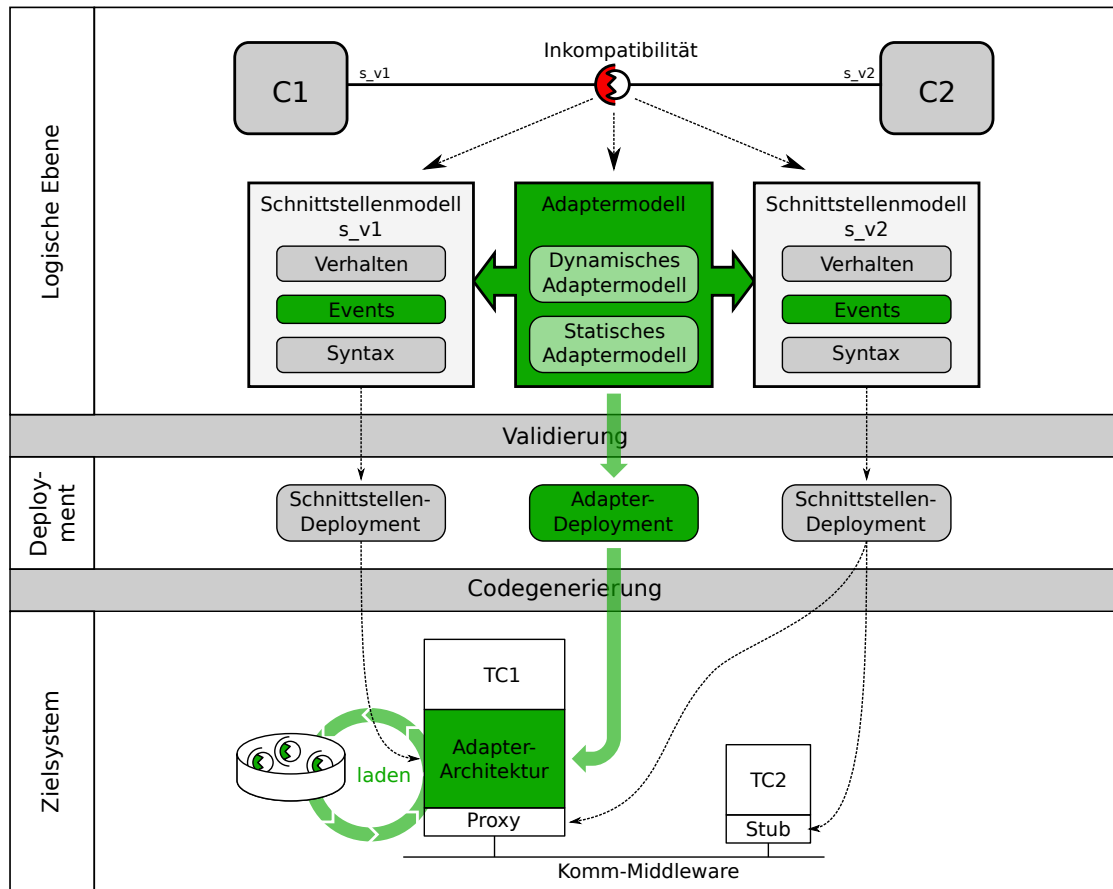 Logische Ebene
Inkompatibilität
C1
s_v1
s_v2
C2
Schnittstellenmodell
s_v1
Verhalten
Events
Syntax
Adaptermodell
Dynamisches
Adaptermodell
Statisches
Adaptermodell
Schnittstellenmodell
s_v2
Verhalten
Events
Syntax
Validierung
Deploy-
ment
Schnittstellen-
Deployment
Adapter-
Deployment
Schnittstellen-
Deployment
Codegenerierung
Zielsystem
TC1
Adapter-
Architektur
laden
Proxy
TC2
Stub
Komm-Middleware